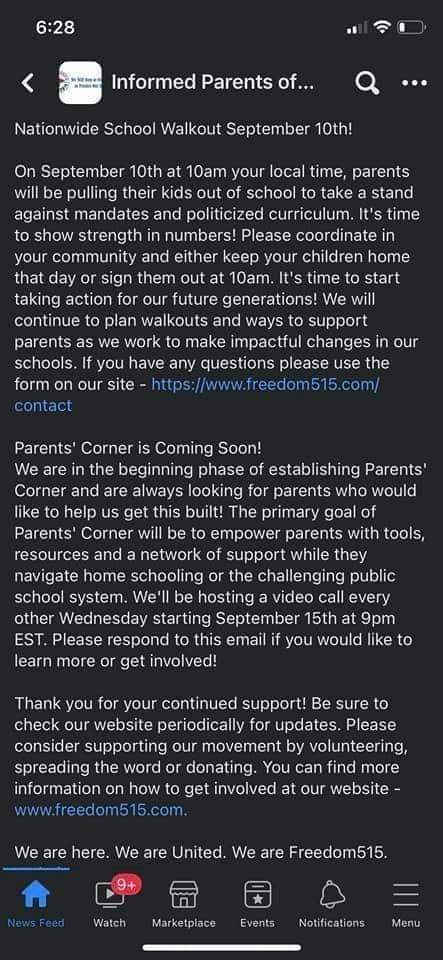 6:28
Informed Parents of...
Nationwide School Walkout September 10th!
On September 10th at 10am your local time, parents
will be pulling their kids out of school to take a stand
against mandates and politicized curriculum. It's time
to show strength in numbers! Please coordinate in
your community and either keep your children home
that day or sign them out at 10am. It's time to start
taking action for our future generations! We will
continue to plan walkouts and ways to support
parents as we work to make impactful changes in our
schools. If you have any questions please use the
form on our site - https://www.freedom515.com/
contact
Parents' Corner is Coming Soon!
We are in the beginning phase of establishing Parents'
Corner and are always looking for parents who would
like to help us get this built! The primary goal of
Parents' Corner will be to empower parents with tools,
resources and a network of support while they
navigate home schooling or the challenging public
school system. We'll be hosting a video call every
other Wednesday starting September 15th at 9pm
EST. Please respond to this email if you would like to
learn more or get involved!
Thank you for your continued support! Be sure to
check our website periodically for updates. Please
consider supporting our movement by volunteering,
spreading the word or donating. You can find more
information on how to get involved at our website -
www.freedom515.com.
We are here. We are United. We are Freedom515.
9+
News Feed Watch Marketplace Events Notifications Menu